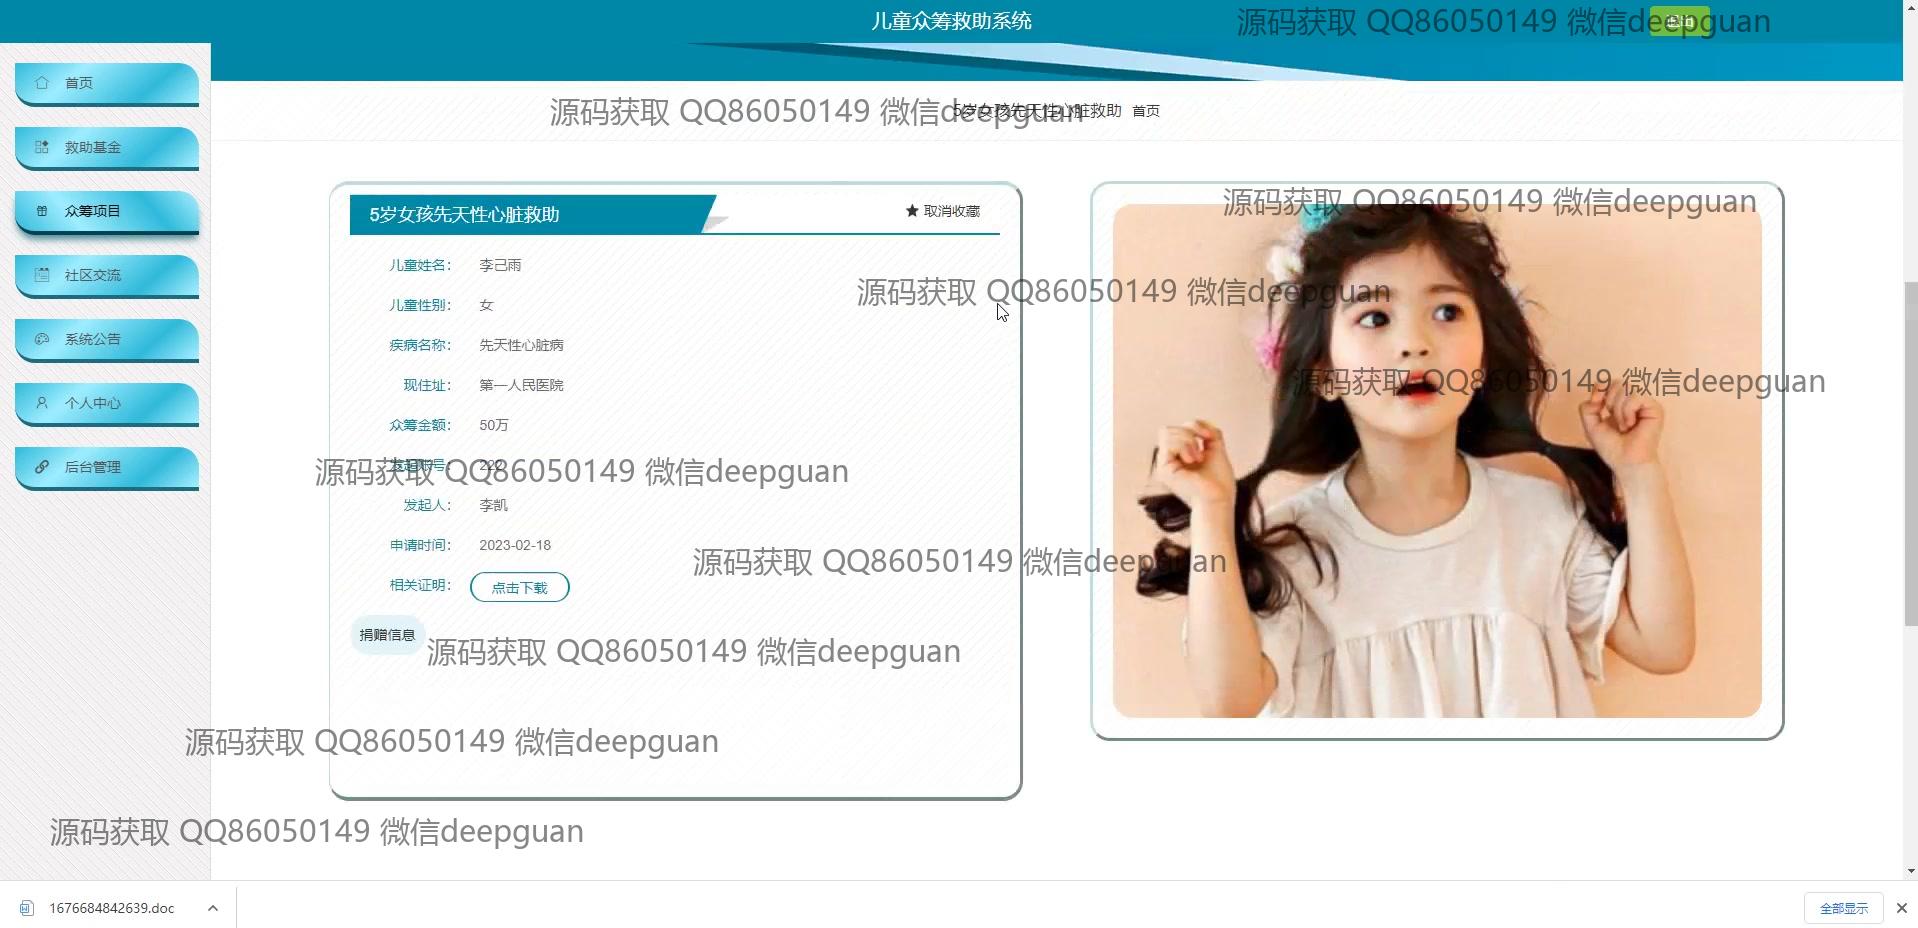 儿童众筹救助系统
源码获取 QQ86050149 微信deepguan
退出
首页
救助基金
众筹项目
社区交流
系统公告
个人中心
后台管理
源码获取 QQ86050149 微信deepguan
5岁女孩先天性心脏救助 首页
5岁女孩先天性心脏救助
取消收藏
源码获取 QQ86050149 微信deepguan
儿童姓名： 李己雨
源码获取 QQ86050149 微信deepguan
儿童性别： 女
疾病名称： 先天性心脏病
现住址： 第一人民医院
源码获取 QQ86050149 微信deepguan
众筹金额： 50万
发起账号： 222
源码获取 QQ86050149 微信deepguan
发起人： 李凯
申请时间： 2023-02-18
源码获取 QQ86050149 微信deepguan
相关证明： 点击下载
捐赠信息
源码获取 QQ86050149 微信deepguan
源码获取 QQ86050149 微信deepguan
源码获取 QQ86050149 微信deepguan
1676684842639.doc
全部显示